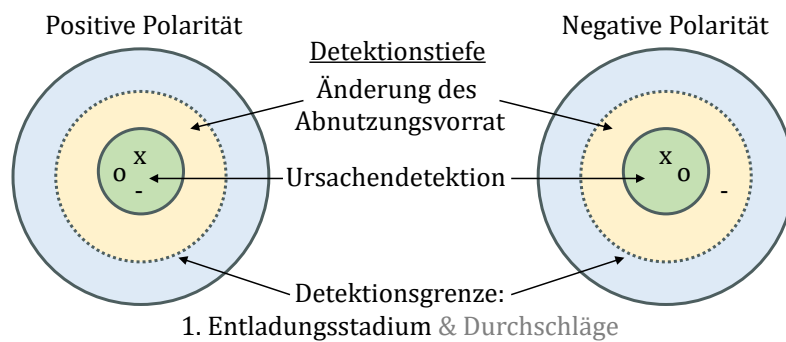 Positive Polarität
Negative Polarität
Detektionstiefe
Änderung des
Abnutzungsvorrat
x
o
-
Ursachendetektion
x
o
-
Detektionsgrenze:
1. Entladungsstadium & Durchschläge